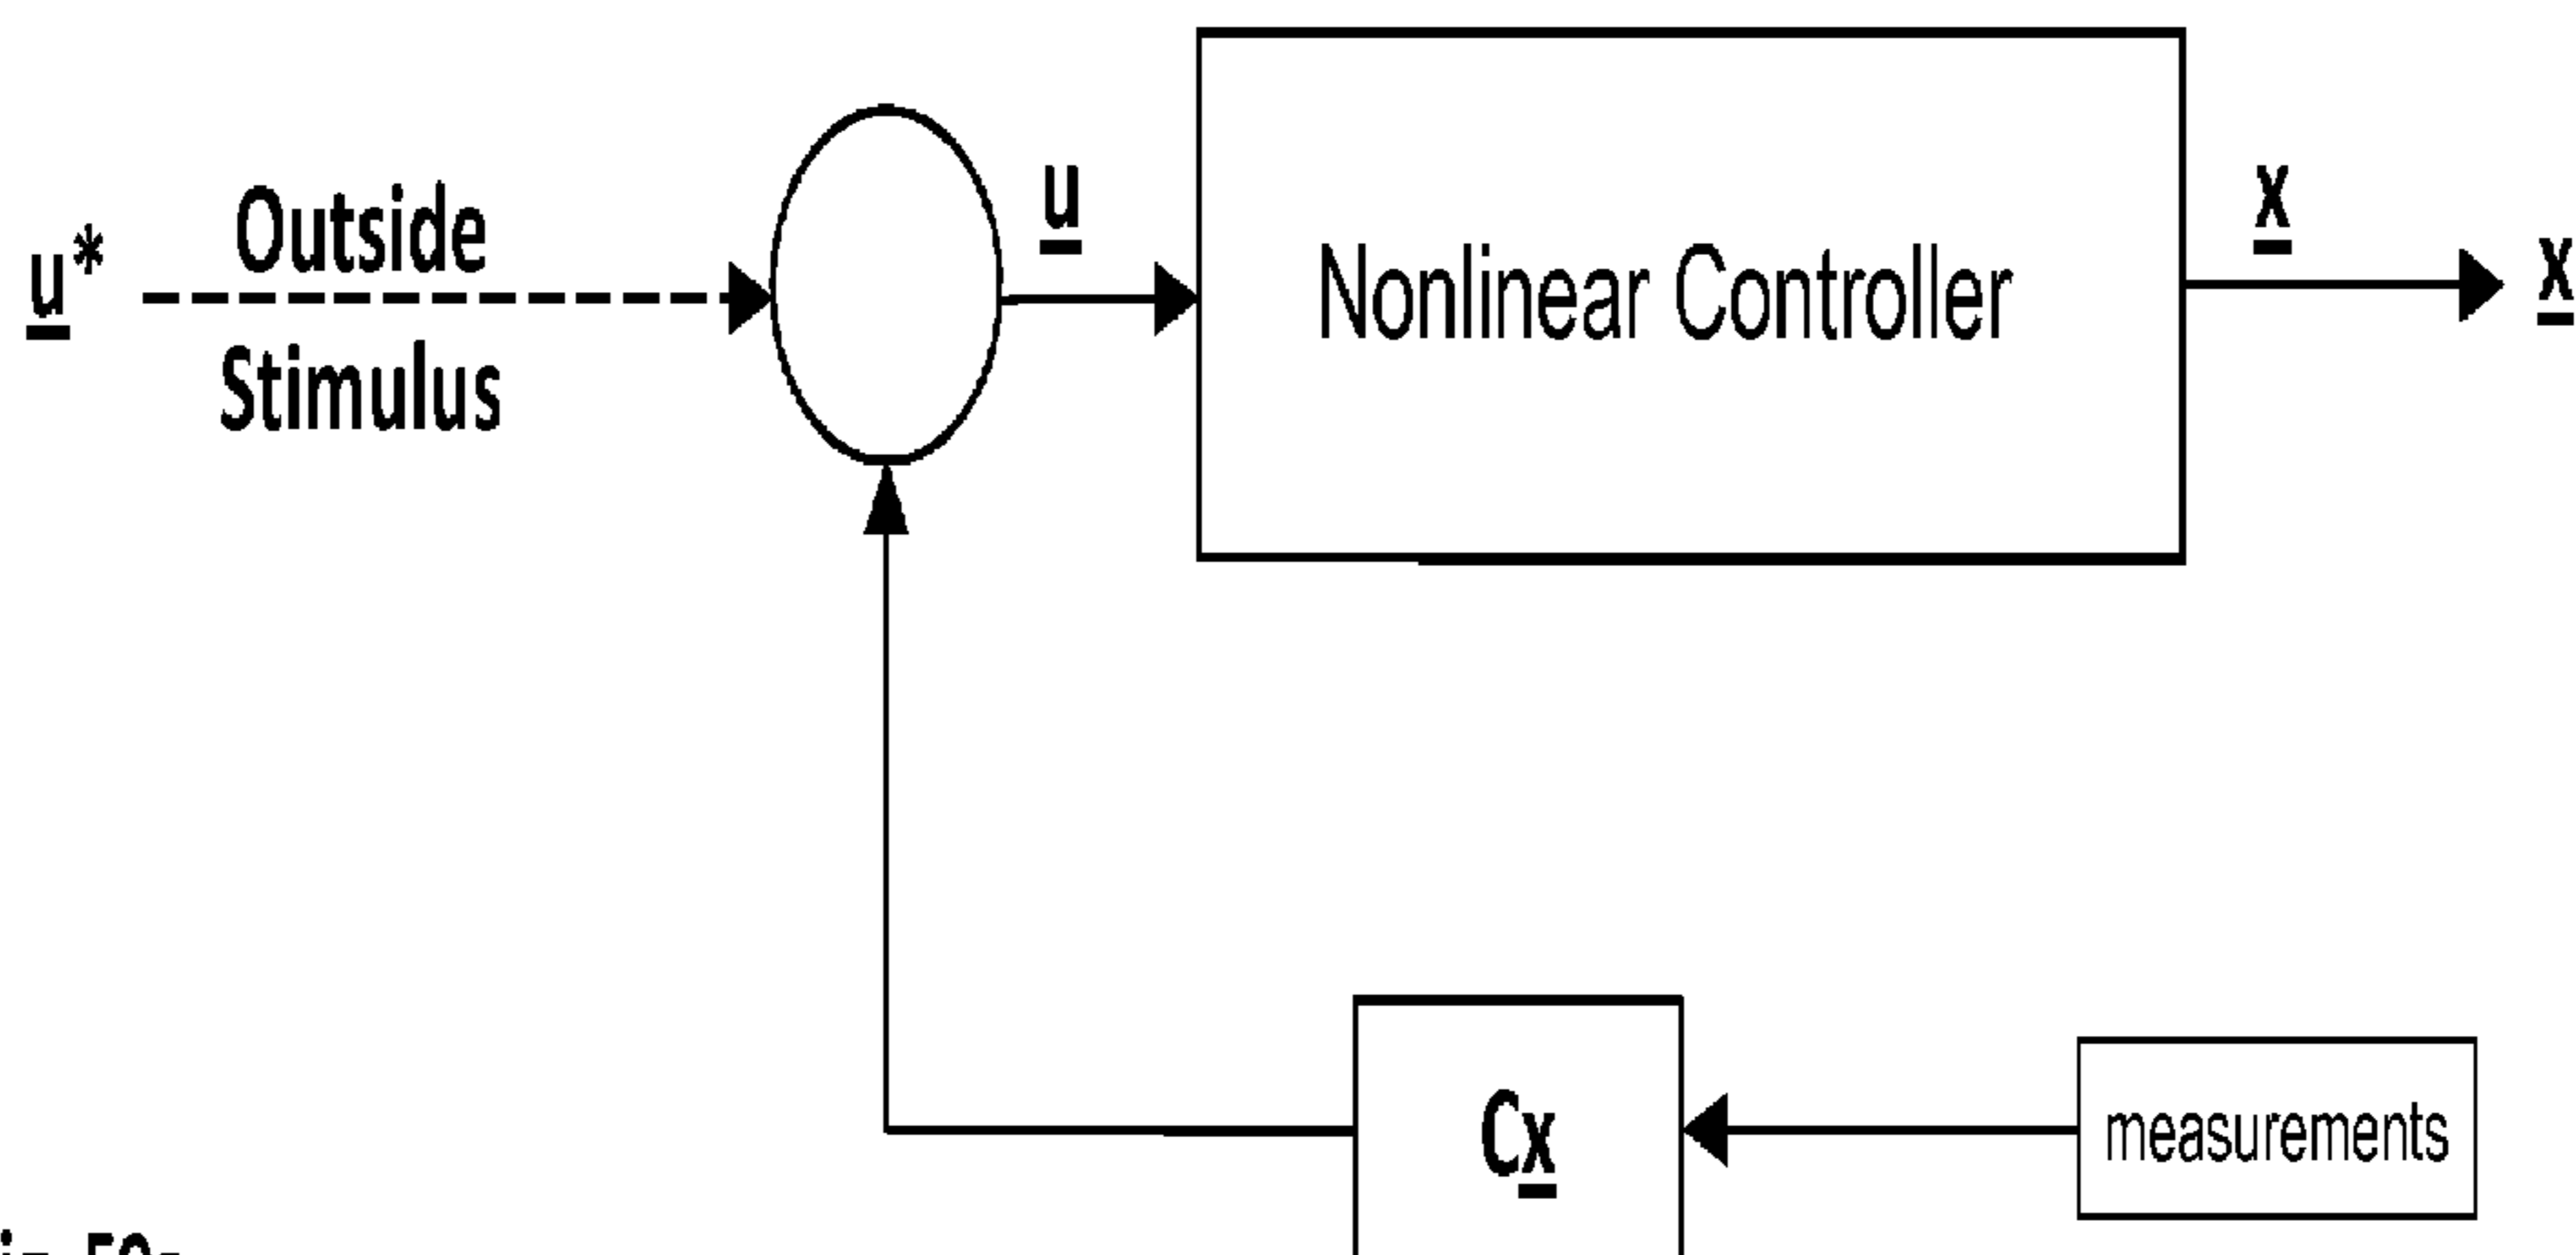 Outside
u*
Stimulus
u
Nonlinear Controller
x
x
Cx
measurements